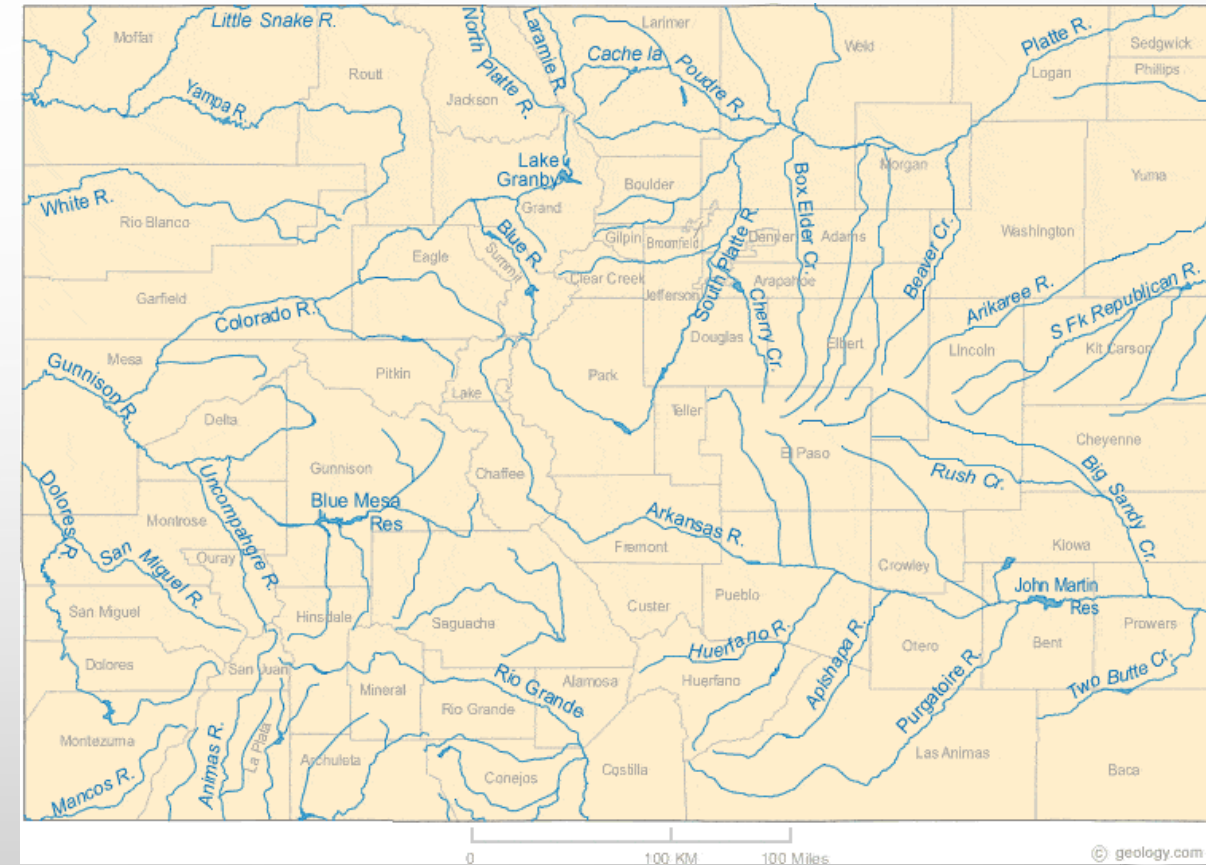 Little Snake R.
Moffat
Routt
Yampa R.
North Platte R.
Laramie R.
Jackson
Larimer
Cache la Poudre R.
Weld
Platte R.
Logan
Sedgwick
Phillips
Lake
Granby
Grand
Boulder
Box Elder Cr.
Morgan
Yuma
White R.
Rio Blanco
Eagle
Summit
Blue R.
Gilpin
Broomfield
Clear Creek
Jefferson
South Platte R.
Denver
Adams
Arapahoe
Beaver Cr.
Washington
Garfield
Colorado R.
Cherry Cr.
Douglas
Elbert
Arikaree R.
S Fk Republican R.
Lincoln
Kit Carson
Mesa
Gunnison R.
Pitkin
Lake
Park
Teller
Delta
Gunnison
Chaffee
El Paso
Cheyenne
Rush Cr.
Big Sandy Cr.
Dolores R.
Uncompahgre R.
Blue Mesa
Res
Montrose
San Miguel R.
Ouray
Arkansas R.
Fremont
Crowley
Kiowa
San Miguel
Hinsdale
Saguache
Custer
Pueblo
John Martin
Res
Otero
Bent
Prowers
Dolores
San Juan
Mineral
Rio Grande
Rio Grande
Alamosa
Huerfano R.
Huerfano
Apishapa R.
Purgatoire R.
Two Butte Cr.
Montezuma
Mancos R.
Animas R.
La Plata
Archuleta
Conejos
Costilla
Las Animas
Baca
0
100 KM
100 Miles
© geology.com